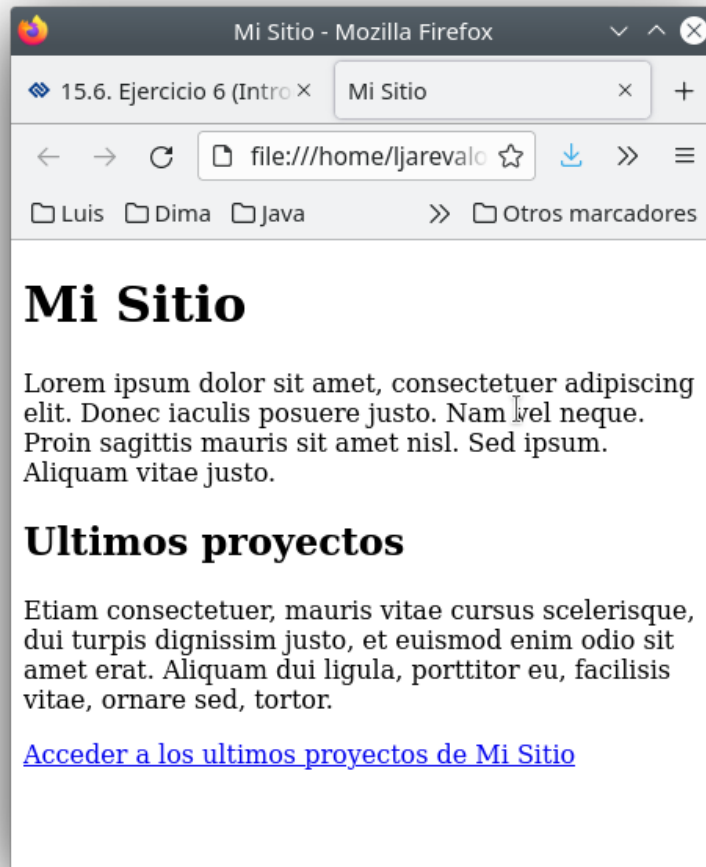 Mi Sitio - Mozilla Firefox
15.6. Ejercicio 6 (Intro
Mi Sitio
file:///home/ljarevalo
Luis
Dima
Java
Otros marcadores
Mi Sitio
Lorem ipsum dolor sit amet, consectetuer adipiscing
elit. Donec iaculis posuere justo. Nam vel neque.
Proin sagittis mauris sit amet nisl. Sed ipsum.
Aliquam vitae justo.
Ultimos proyectos
Etiam consectetuer, mauris vitae cursus scelerisque,
dui turpis dignissim justo, et euismod enim odio sit
amet erat. Aliquam dui ligula, porttitor eu, facilisis
vitae, ornare sed, tortor.
Acceder a los ultimos proyectos de Mi Sitio